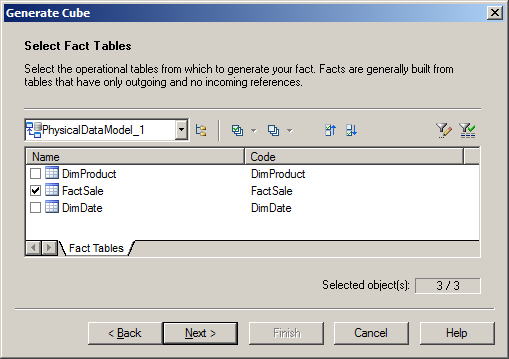 Generate Cube
Select Fact Tables
Select the operational tables from which to generate your fact. Facts are generally built from
tables that have only outgoing and no incoming references.
PhysicalDataModel_1
Name Code
DimProduct DimProduct
FactSale FactSale
DimDate DimDate
Fact Tables
Selected object(s): 3 / 3
< Back Next > Finish Cancel Help